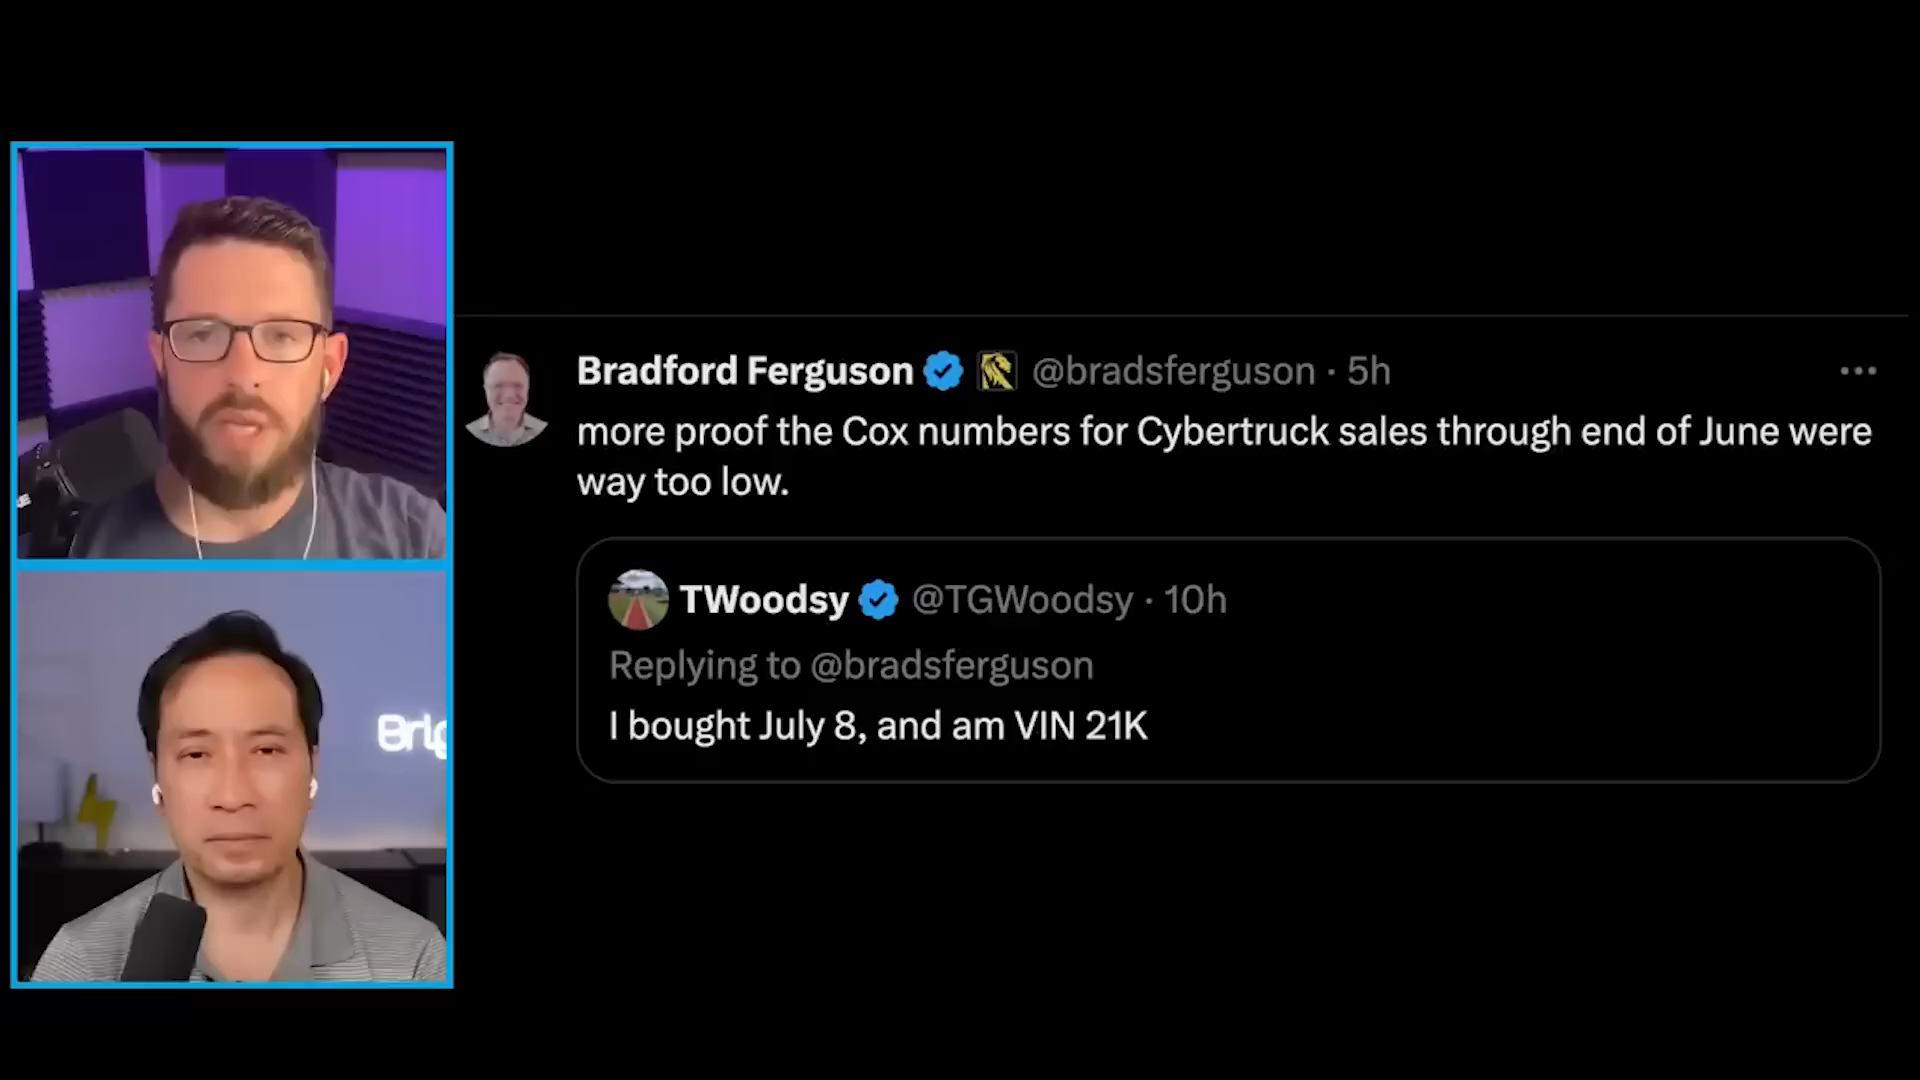 Bradford Ferguson @bradsferguson · 5h
more proof the Cox numbers for Cybertruck sales through end of June were
way too low.
TWoodsy @TGWoodsy · 10h
Replying to @bradsferguson
I bought July 8, and am VIN 21K
Brig